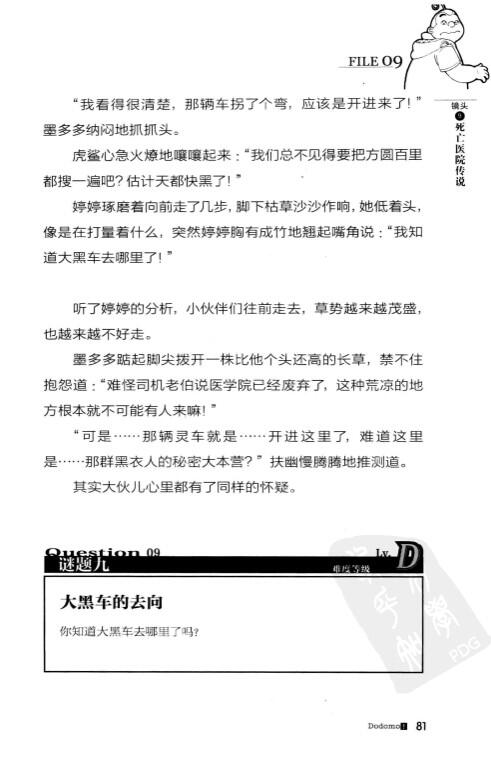 FILE 09
镜头
9
死亡医院传说
“我看得很清楚，那辆车拐了个弯，应该是开进来了！”
墨多多纳闷地抓抓头。
虎鲨心急火燎地嚷嚷起来：“我们总不见得要把方圆百里
都搜一遍吧？估计天都快黑了！”
婷婷琢磨着向前走了几步，脚下枯草沙沙作响，她低着头，
像是在打量着什么，突然婷婷胸有成竹地翘起嘴角说：“我知
道大黑车去哪里了！”
听了婷婷的分析，小伙伴们往前走去，草势越来越茂盛，
也越来越不好走。
墨多多踮起脚尖拨开一株比他个头还高的长草，禁不住
抱怨道：“难怪司机老伯说医学院已经废弃了，这种荒凉的地
方根本就不可能有人来嘛！”
“可是……那辆灵车就是……开进这里了，难道这里
是……那群黑衣人的秘密大本营？”扶幽慢腾腾地推测道。
其实大伙儿心里都有了同样的怀疑。
Question 09
Lv. D
谜题九
难度等级
大黑车的去向
你知道大黑车去哪里了吗？
PDG
Dodomo! 81